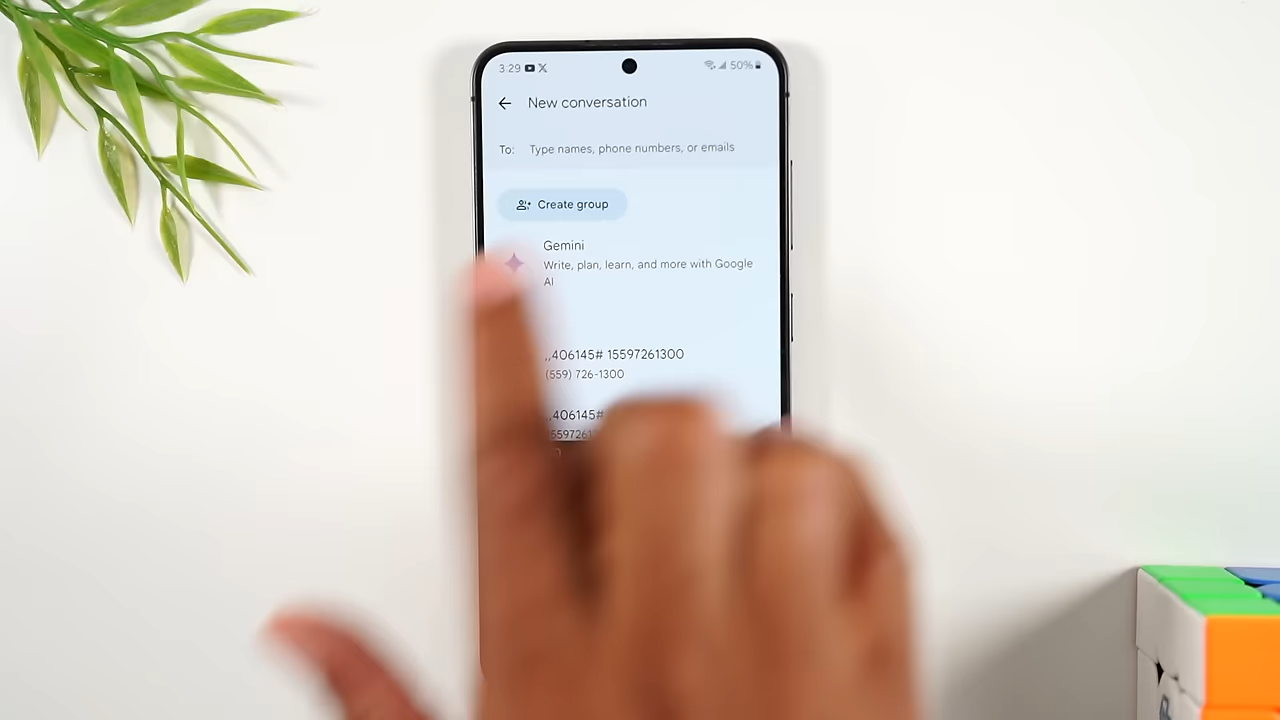 3:29 50%
New conversation
To: Type names, phone numbers, or emails
Create group
Gemini
Write, plan, learn, and more with Google
AI
,,406145# 15597261300
(559) 726-1300
,,406145#